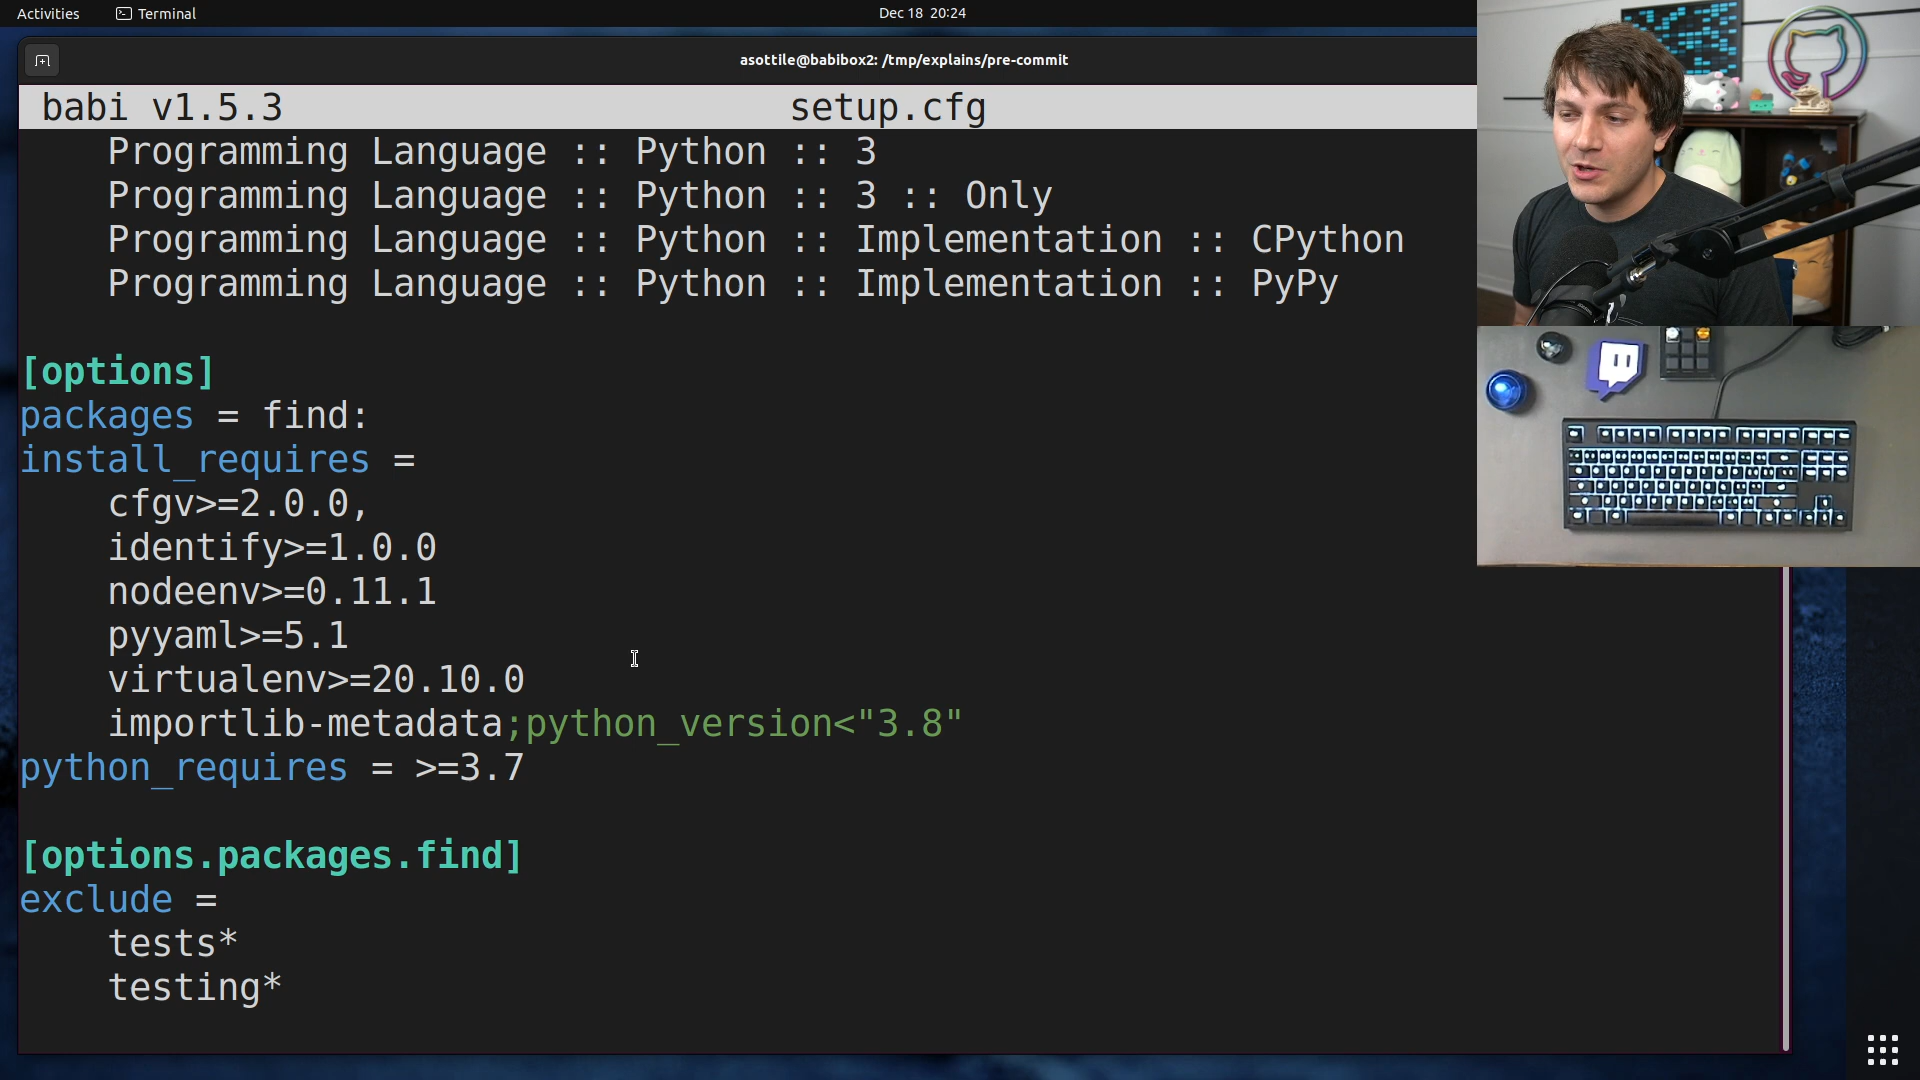 Activities
Terminal
Dec 18 20:24
asottile@babibox2: /tmp/explains/pre-commit
babi v1.5.3 setup.cfg
Programming Language :: Python :: 3
Programming Language :: Python :: 3 :: Only
Programming Language :: Python :: Implementation :: CPython
Programming Language :: Python :: Implementation :: PyPy
[options]
packages = find:
install_requires =
cfgv>=2.0.0,
identify>=1.0.0
nodeenv>=0.11.1
pyyaml>=5.1
virtualenv>=20.10.0
importlib-metadata;python_version<"3.8"
python_requires = >=3.7
[options.packages.find]
exclude =
tests*
testing*